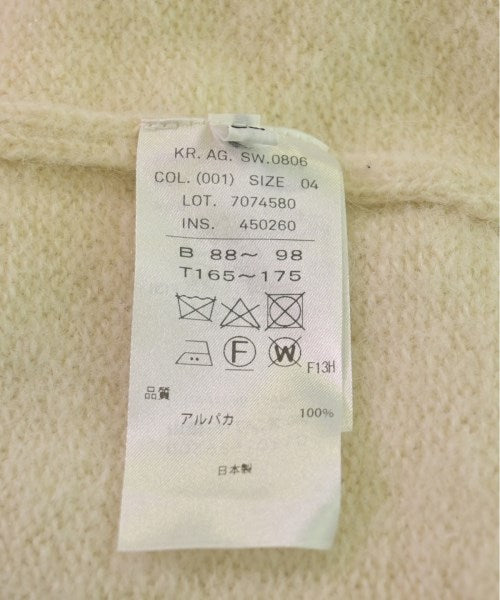 KR. AG. SW.0806
COL. (001) SIZE 04
LOT. 7074580
INS. 450260
B 88～ 98
T165～175
F W F13H
品質
アルパカ 100%
日本製